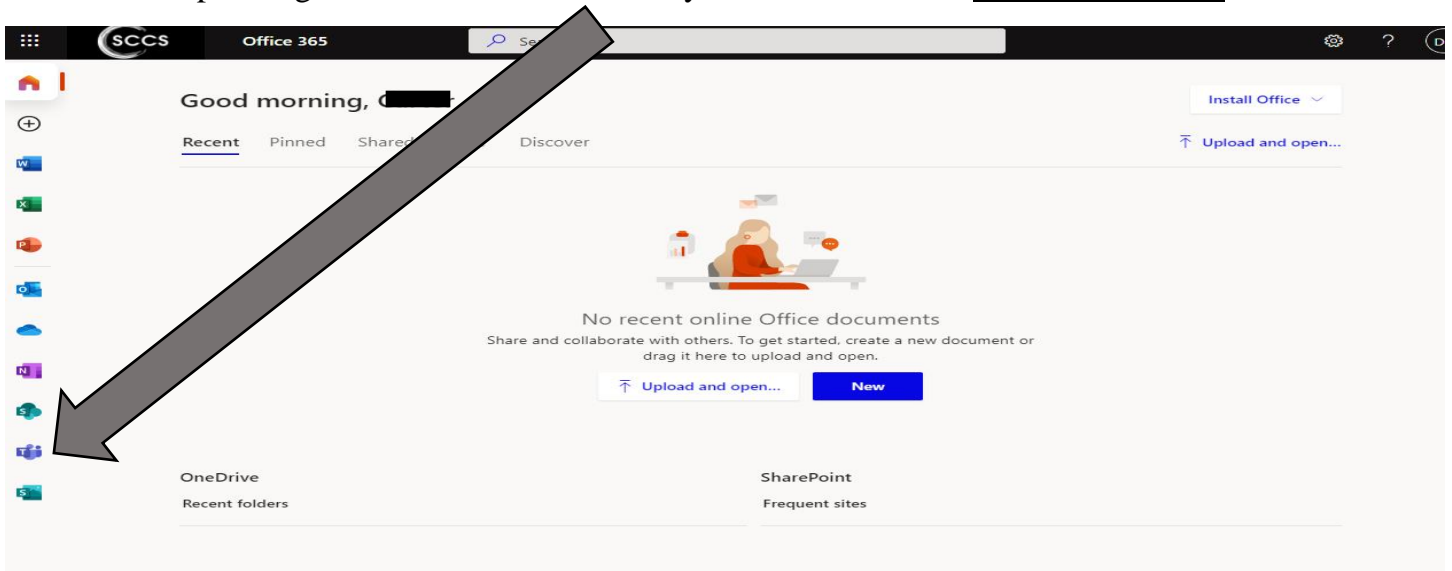 SCCS Office 365
Good morning,
Install Office
Recent Pinned Shared Discover
Upload and open...
No recent online Office documents
Share and collaborate with others. To get started, create a new document or
drag it here to upload and open.
Upload and open... New
OneDrive SharePoint
Recent folders Frequent sites